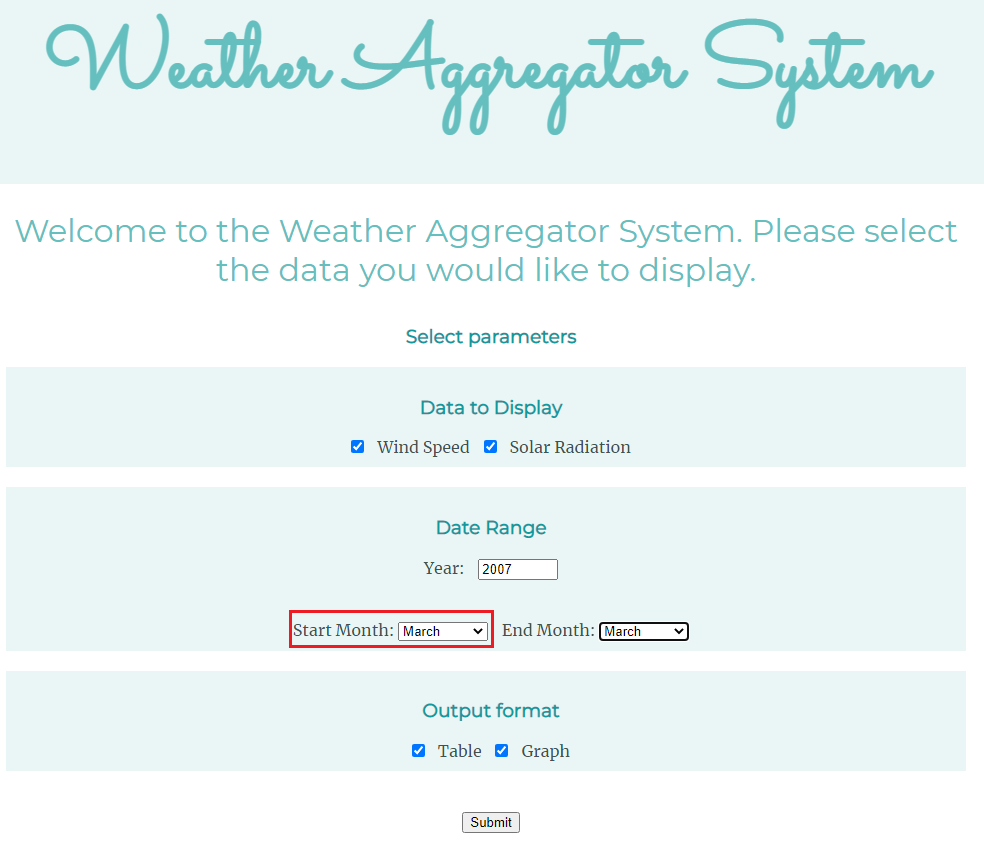 Weather Aggregator System
Welcome to the Weather Aggregator System. Please select
the data you would like to display.
Select parameters
Data to Display
Wind Speed Solar Radiation
Date Range
Year: 2007
Start Month: March End Month: March
Output format
Table Graph
Submit